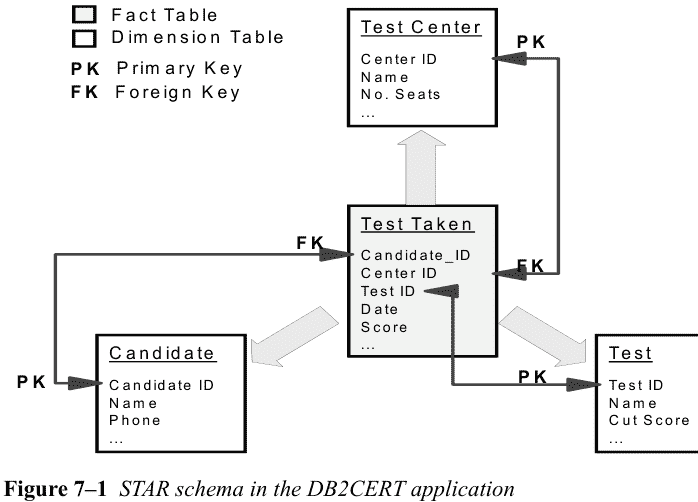 Fact Table
Dimension Table
PK Primary Key
FK Foreign Key
Test Center
Center ID
Name
No. Seats
...
PK
Test Taken
Candidate_ID
Center ID
Test ID
Date
Score
...
FK
FK
Candidate
Candidate ID
Name
Phone
...
PK
Test
Test ID
Name
Cut Score
...
PK
Figure 7–1 STAR schema in the DB2CERT application